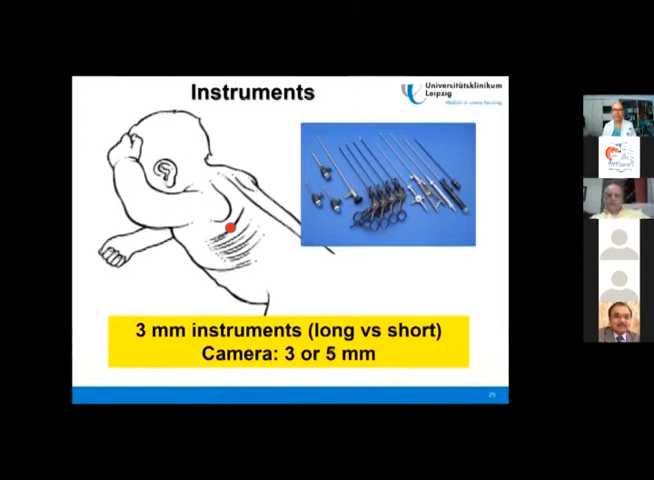 Instruments
Universitätsklinikum
Leipzig
3 mm instruments (long vs short)
Camera: 3 or 5 mm